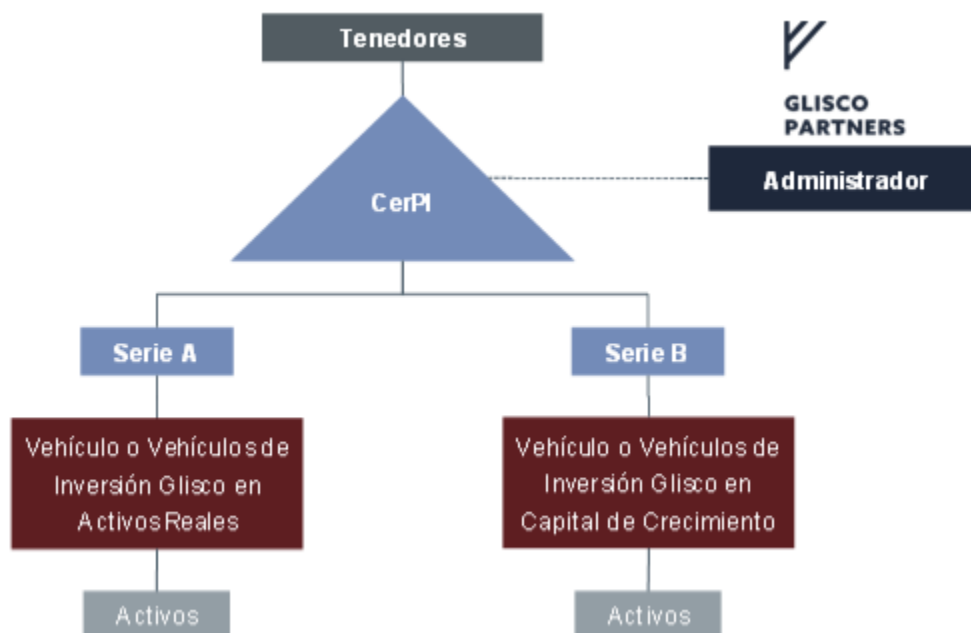 Tenedores
GLISCO
PARTNERS
Administrador
CerPI
Serie A
Serie B
Vehículo o Vehículos de
Inversión Glisco en
Activos Reales
Vehículo o Vehículos de
Inversión Glisco en
Capital de Crecimiento
Activos
Activos